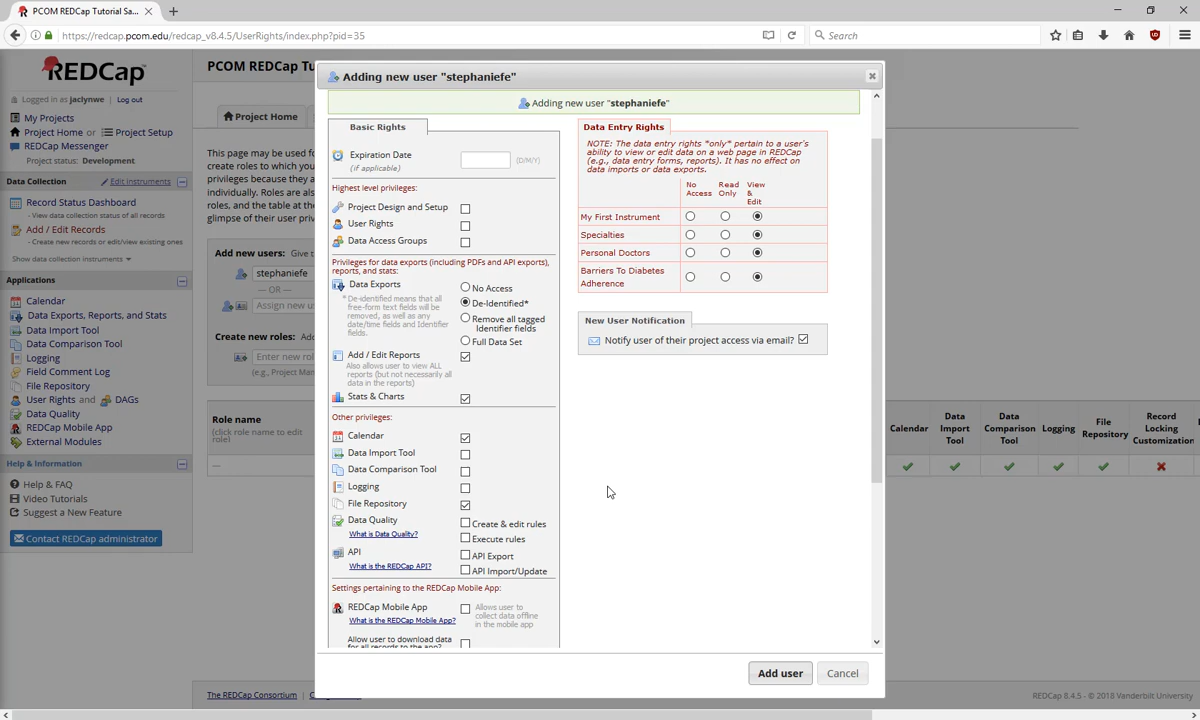 PCOM REDCap Tutorial Sa...
https://redcap.pcom.edu/redcap_v8.4.5/UserRights/index.php?pid=35
Search
REDCap
Logged in as jaclynwe | Log out
My Projects
Project Home or Project Setup
REDCap Messenger
Project status: Development
Data Collection
Edit instruments
Record Status Dashboard
- View data collection status of all records
Add / Edit Records
- Create new records or edit/view existing ones
Show data collection instruments
Applications
Calendar
Data Exports, Reports, and Stats
Data Import Tool
Data Comparison Tool
Logging
Field Comment Log
File Repository
User Rights and DAGs
Data Quality
REDCap Mobile App
External Modules
Help & Information
Help & FAQ
Video Tutorials
Suggest a New Feature
Contact REDCap administrator
PCOM REDCap Tu
Project Home
This page may be used fo
create roles to which you
privileges because they a
individually. Roles are als
roles, and the table at the
glimpse of their user priv
Add new users: Give
stephaniefe
— OR —
Assign new
Create new roles: Add
Enter new role
(e.g., Project Man
Role name
(click role name to edit
role)
---
Calendar
Data Import Tool
Data Comparison Tool
Logging
File Repository
Record Locking Customization
The REDCap Consortium
REDCap 8.4.5 - © 2018 Vanderbilt University
Adding new user "stephaniefe"
Adding new user "stephaniefe"
Basic Rights
Expiration Date
(if applicable)
(D/M/Y)
Highest level privileges:
Project Design and Setup
User Rights
Data Access Groups
Privileges for data exports (including PDFs and API exports),
reports, and stats:
Data Exports
* De-identified means that all
free-form text fields will be
removed, as well as any
date/time fields and Identifier
fields.
No Access
De-Identified*
Remove all tagged
Identifier fields
Full Data Set
Add / Edit Reports
Also allows user to view ALL
reports (but not necessarily all
data in the reports)
Stats & Charts
Other privileges:
Calendar
Data Import Tool
Data Comparison Tool
Logging
File Repository
Data Quality
What is Data Quality?
Create & edit rules
Execute rules
API
What is the REDCap API?
API Export
API Import/Update
Settings pertaining to the REDCap Mobile App:
REDCap Mobile App
What is the REDCap Mobile App?
Allows user to
collect data offline
in the mobile app
Allow user to download data
for all records to the app?
Data Entry Rights
NOTE: The data entry rights *only* pertain to a user's
ability to view or edit data on a web page in REDCap
(e.g., data entry forms, reports). It has no effect on
data imports or data exports.
No Access
Read Only
View & Edit
My First Instrument
Specialties
Personal Doctors
Barriers To Diabetes
Adherence
New User Notification
Notify user of their project access via email?
Add user
Cancel